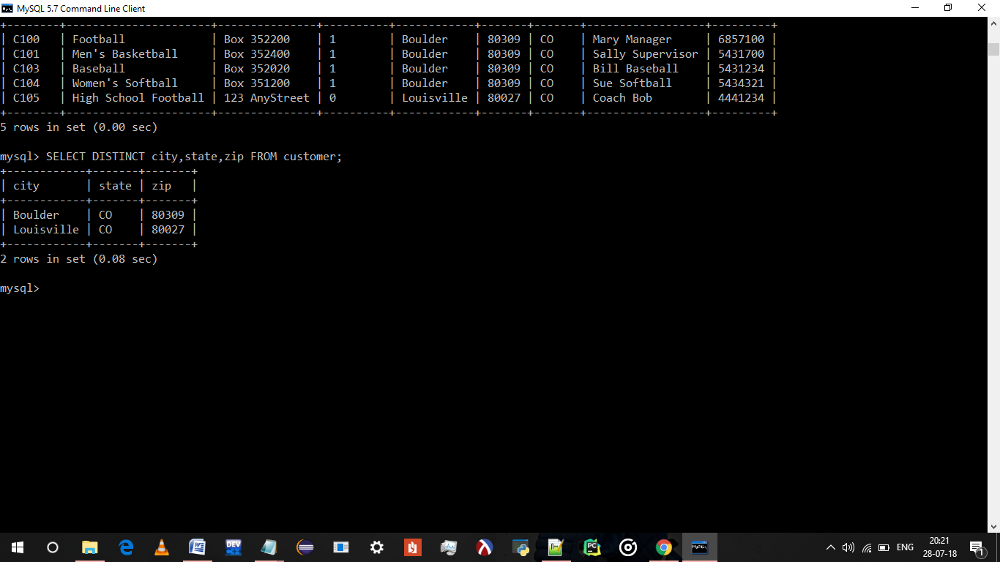 MySQL 5.7 Command Line Client
+--------+----------------------+---------------+----------+------------+-------+-------+------------------+---------+
| C100   | Football             | Box 352200    | 1        | Boulder    | 80309 | CO    | Mary Manager     | 6857100 |
| C101   | Men's Basketball     | Box 352400    | 1        | Boulder    | 80309 | CO    | Sally Supervisor | 5431700 |
| C103   | Baseball             | Box 352020    | 1        | Boulder    | 80309 | CO    | Bill Baseball    | 5431234 |
| C104   | Women's Softball     | Box 351200    | 1        | Boulder    | 80309 | CO    | Sue Softball     | 5434321 |
| C105   | High School Football | 123 AnyStreet | 0        | Louisville | 80027 | CO    | Coach Bob        | 4441234 |
+--------+----------------------+---------------+----------+------------+-------+-------+------------------+---------+
5 rows in set (0.00 sec)
mysql> SELECT DISTINCT city,state,zip FROM customer;
+------------+-------+-------+
| city       | state | zip   |
+------------+-------+-------+
| Boulder    | CO    | 80309 |
| Louisville | CO    | 80027 |
+------------+-------+-------+
2 rows in set (0.08 sec)
mysql>
DEV
PC
ENG
20:21
28-07-18
1